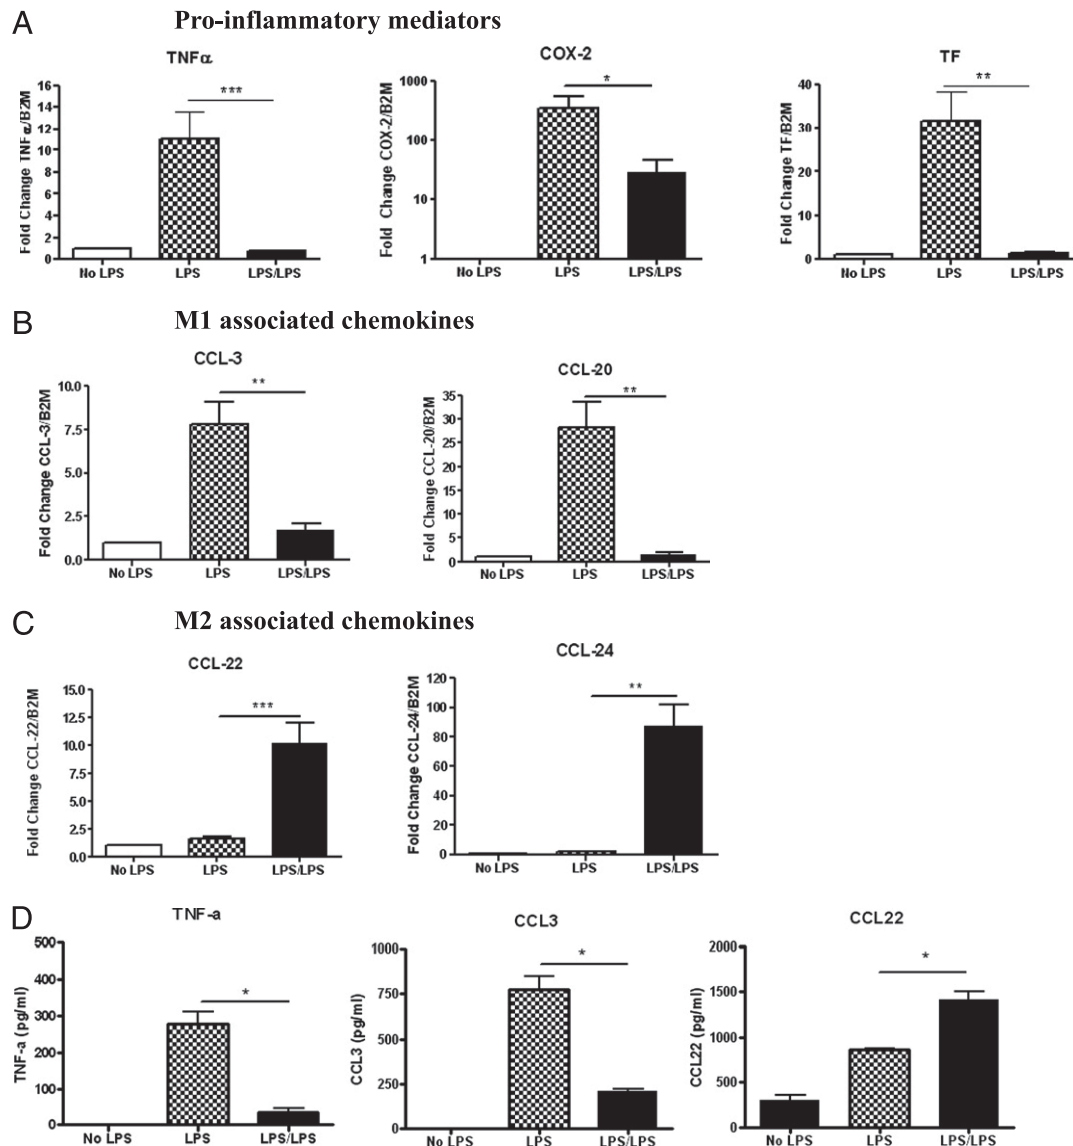 A
Pro-inflammatory mediators
TNFα
COX-2
TF
Fold Change TNFα/B2M
16
14
12
10
8
6
4
2
0
***
No LPS
LPS
LPS/LPS
Fold Change COX-2/B2M
1000
100
10
1
*
No LPS
LPS
LPS/LPS
Fold Change TF/B2M
40
30
20
10
0
**
No LPS
LPS
LPS/LPS
B
M1 associated chemokines
CCL-3
CCL-20
Fold Change CCL-3/B2M
10.0
7.5
5.0
2.5
0.0
**
No LPS
LPS
LPS/LPS
Fold Change CCL-20/B2M
35
30
25
20
15
10
5
0
**
No LPS
LPS
LPS/LPS
C
M2 associated chemokines
CCL-22
CCL-24
Fold Change CCL-22/B2M
15.0
12.5
10.0
7.5
5.0
2.5
0.0
***
No LPS
LPS
LPS/LPS
Fold Change CCL-24/B2M
120
100
80
60
40
20
0
**
No LPS
LPS
LPS/LPS
D
TNF-a
CCL3
CCL22
TNF-a (pg/ml)
500
400
300
200
100
0
*
No LPS
LPS
LPS/LPS
CCL3 (pg/ml)
1000
750
500
250
0
*
No LPS
LPS
LPS/LPS
CCL22 (pg/ml)
2000
1500
1000
500
0
*
No LPS
LPS
LPS/LPS